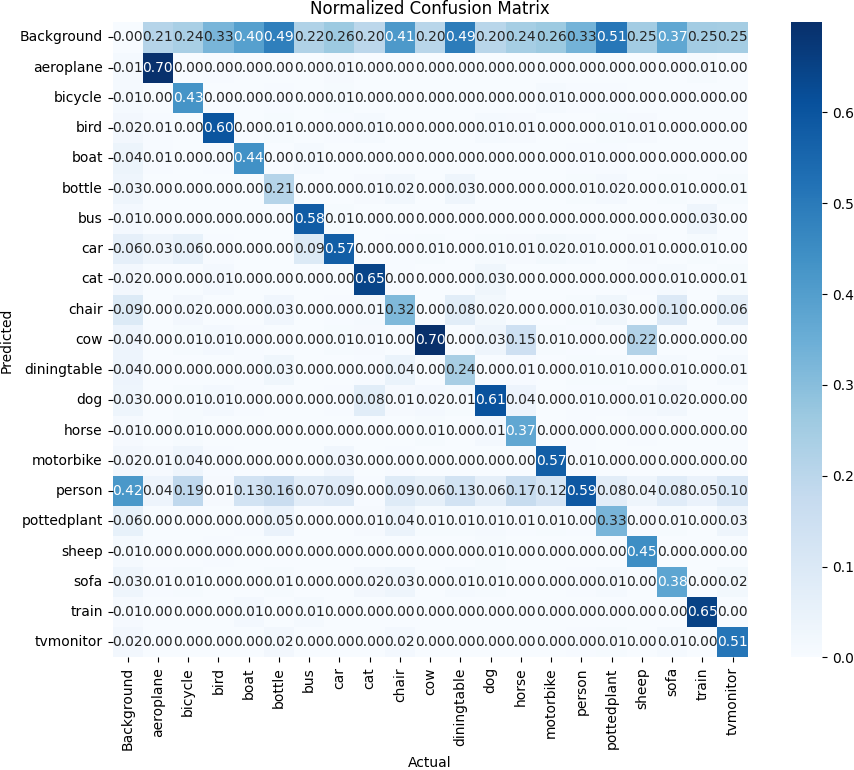 Normalized Confusion Matrix
Background 0.00 0.21 0.24 0.33 0.40 0.49 0.22 0.26 0.20 0.41 0.20 0.49 0.20 0.24 0.26 0.33 0.51 0.25 0.37 0.25 0.25
aeroplane 0.01 0.70 0.00 0.00 0.00 0.00 0.00 0.01 0.00 0.00 0.00 0.00 0.00 0.00 0.00 0.00 0.00 0.00 0.00 0.01 0.00
bicycle 0.01 0.00 0.43 0.00 0.00 0.00 0.00 0.01 0.00 0.00 0.00 0.00 0.00 0.00 0.01 0.00 0.00 0.00 0.00 0.00 0.00
bird 0.02 0.01 0.00 0.60 0.00 0.01 0.00 0.00 0.01 0.00 0.00 0.00 0.01 0.01 0.00 0.00 0.01 0.01 0.00 0.00 0.00
boat 0.04 0.01 0.00 0.00 0.44 0.00 0.01 0.00 0.00 0.00 0.00 0.00 0.00 0.00 0.00 0.01 0.00 0.00 0.00 0.00 0.00
bottle 0.03 0.00 0.00 0.00 0.00 0.21 0.00 0.00 0.01 0.02 0.00 0.03 0.00 0.00 0.00 0.01 0.02 0.00 0.01 0.00 0.01
bus 0.01 0.00 0.00 0.00 0.00 0.00 0.58 0.01 0.00 0.00 0.00 0.00 0.00 0.00 0.00 0.00 0.00 0.00 0.00 0.03 0.00
car 0.06 0.03 0.06 0.00 0.00 0.00 0.09 0.57 0.00 0.00 0.01 0.00 0.01 0.01 0.02 0.01 0.00 0.01 0.00 0.01 0.00
cat 0.02 0.00 0.00 0.01 0.00 0.00 0.00 0.00 0.65 0.00 0.00 0.00 0.03 0.00 0.00 0.00 0.00 0.00 0.01 0.00 0.01
chair 0.09 0.00 0.02 0.00 0.00 0.03 0.00 0.00 0.01 0.32 0.00 0.08 0.02 0.00 0.00 0.01 0.03 0.00 0.10 0.00 0.06
cow 0.04 0.00 0.01 0.01 0.00 0.00 0.00 0.01 0.01 0.00 0.70 0.00 0.03 0.15 0.01 0.00 0.00 0.22 0.00 0.00 0.00
diningtable 0.04 0.00 0.00 0.00 0.00 0.03 0.00 0.00 0.00 0.04 0.00 0.24 0.00 0.01 0.00 0.01 0.01 0.00 0.01 0.00 0.01
dog 0.03 0.00 0.01 0.01 0.00 0.00 0.00 0.00 0.08 0.01 0.02 0.01 0.61 0.04 0.00 0.01 0.00 0.01 0.02 0.00 0.00
horse 0.01 0.00 0.01 0.00 0.00 0.00 0.00 0.00 0.00 0.00 0.01 0.00 0.01 0.37 0.00 0.00 0.00 0.00 0.00 0.00 0.00
motorbike 0.02 0.01 0.04 0.00 0.00 0.00 0.00 0.03 0.00 0.00 0.00 0.00 0.00 0.00 0.57 0.01 0.00 0.00 0.00 0.00 0.00
person 0.42 0.04 0.19 0.01 0.13 0.16 0.07 0.09 0.00 0.09 0.06 0.13 0.06 0.17 0.12 0.59 0.08 0.04 0.08 0.05 0.10
pottedplant 0.06 0.00 0.00 0.00 0.00 0.05 0.00 0.00 0.01 0.04 0.01 0.01 0.01 0.01 0.01 0.00 0.33 0.00 0.01 0.00 0.03
sheep 0.01 0.00 0.00 0.00 0.00 0.00 0.00 0.00 0.00 0.00 0.00 0.00 0.01 0.00 0.00 0.00 0.00 0.45 0.00 0.00 0.00
sofa 0.03 0.01 0.01 0.00 0.00 0.01 0.00 0.00 0.02 0.03 0.00 0.01 0.01 0.00 0.00 0.00 0.01 0.00 0.38 0.00 0.02
train 0.01 0.00 0.00 0.00 0.01 0.00 0.01 0.00 0.00 0.00 0.00 0.00 0.00 0.00 0.00 0.00 0.00 0.00 0.00 0.65 0.00
tvmonitor 0.02 0.00 0.00 0.00 0.00 0.02 0.00 0.00 0.00 0.02 0.00 0.00 0.00 0.00 0.00 0.00 0.01 0.00 0.01 0.00 0.51
Predicted
Background aeroplane bicycle bird boat bottle bus car cat chair cow diningtable dog horse motorbike person pottedplant sheep sofa train tvmonitor
Actual
0.6
0.5
0.4
0.3
0.2
0.1
0.0